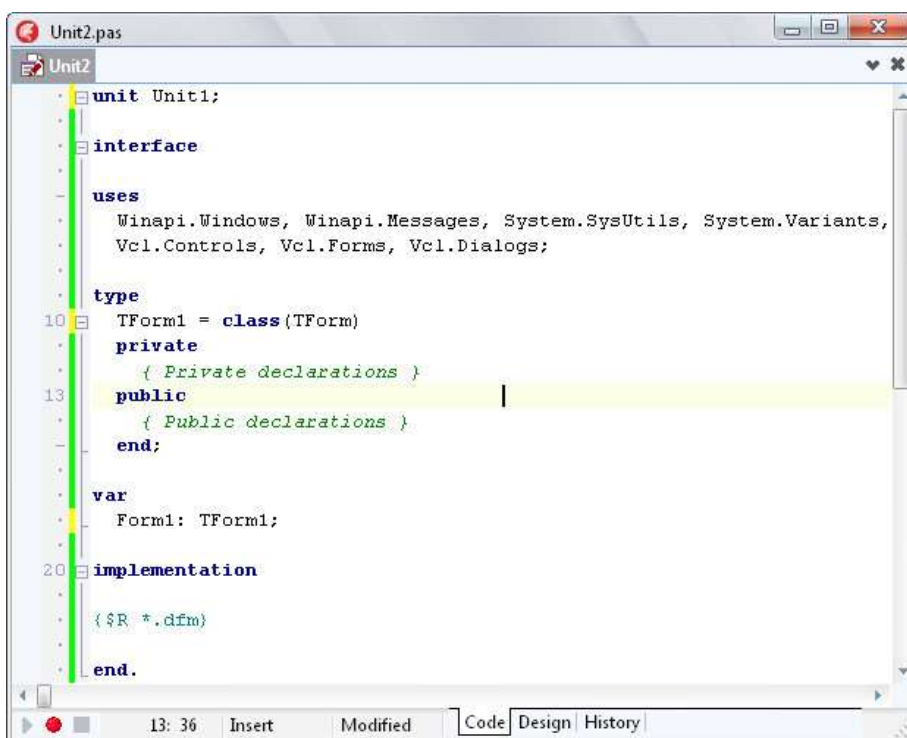 Unit2.pas
Unit2
unit Unit1;
interface
uses
Winapi.Windows, Winapi.Messages, System.SysUtils, System.Variants,
Vcl.Controls, Vcl.Forms, Vcl.Dialogs;
type
10 TForm1 = class(TForm)
private
{ Private declarations }
13 public
{ Public declarations }
end;
var
Form1: TForm1;
20 implementation
{$R *.dfm}
end.
13: 36 Insert Modified Code Design History